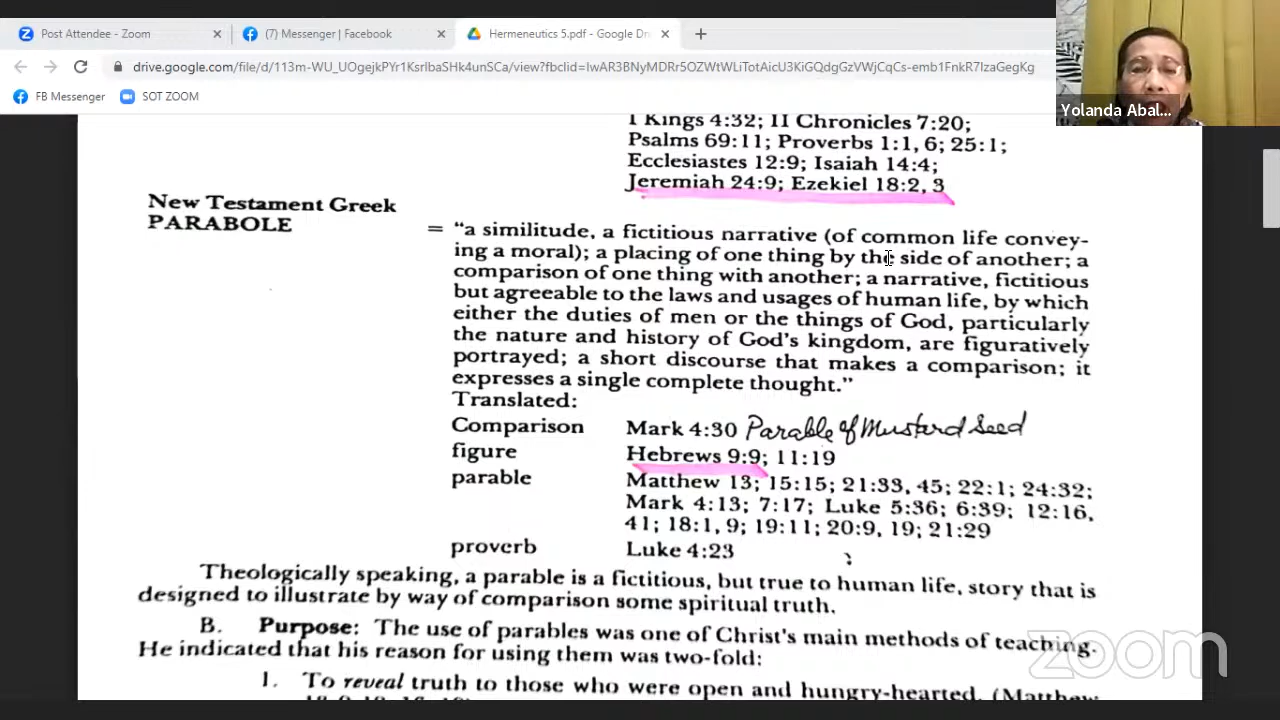 Post Attendee - Zoom
(7) Messenger | Facebook
Hermeneutics 5.pdf - Google Dr
FB Messenger
SOT ZOOM
Yolanda Abal...
I Kings 4:32; II Chronicles 7:20;
Psalms 69:11; Proverbs 1:1, 6; 25:1;
Ecclesiastes 12:9; Isaiah 14:4;
Jeremiah 24:9; Ezekiel 18:2, 3
New Testament Greek
PARABOLE
= “a similitude, a fictitious narrative (of common life convey-
ing a moral); a placing of one thing by the side of another; a
comparison of one thing with another; a narrative, fictitious
but agreeable to the laws and usages of human life, by which
either the duties of men or the things of God, particularly
the nature and history of God's kingdom, are figuratively
portrayed; a short discourse that makes a comparison; it
expresses a single complete thought.”
Translated:
Comparison Mark 4:30 Parable of Mustard Seed
figure Hebrews 9:9; 11:19
parable Matthew 13; 15:15; 21:33, 45; 22:1; 24:32;
Mark 4:13; 7:17; Luke 5:36; 6:39; 12:16,
41; 18:1, 9; 19:11; 20:9, 19; 21:29
proverb Luke 4:23
Theologically speaking, a parable is a fictitious, but true to human life, story that is
designed to illustrate by way of comparison some spiritual truth.
B. Purpose: The use of parables was one of Christ's main methods of teaching.
He indicated that his reason for using them was two-fold:
1. To reveal truth to those who were open and hungry-hearted. (Matthew
zoom